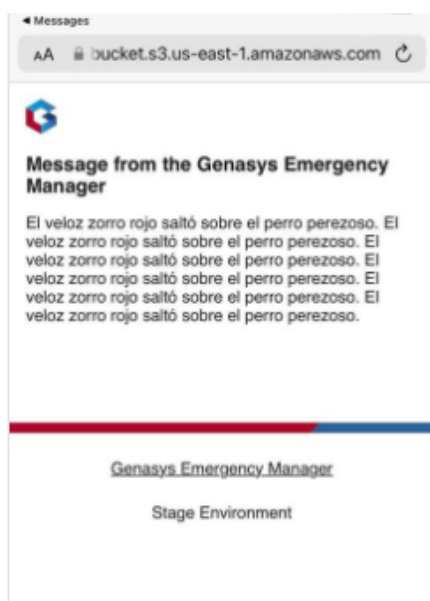 ◀ Messages
AA bucket.s3.us-east-1.amazonaws.com
Message from the Genasys Emergency
Manager
El veloz zorro rojo saltó sobre el perro perezoso. El
veloz zorro rojo saltó sobre el perro perezoso. El
veloz zorro rojo saltó sobre el perro perezoso. El
veloz zorro rojo saltó sobre el perro perezoso. El
veloz zorro rojo saltó sobre el perro perezoso. El
veloz zorro rojo saltó sobre el perro perezoso.
Genasys Emergency Manager
Stage Environment